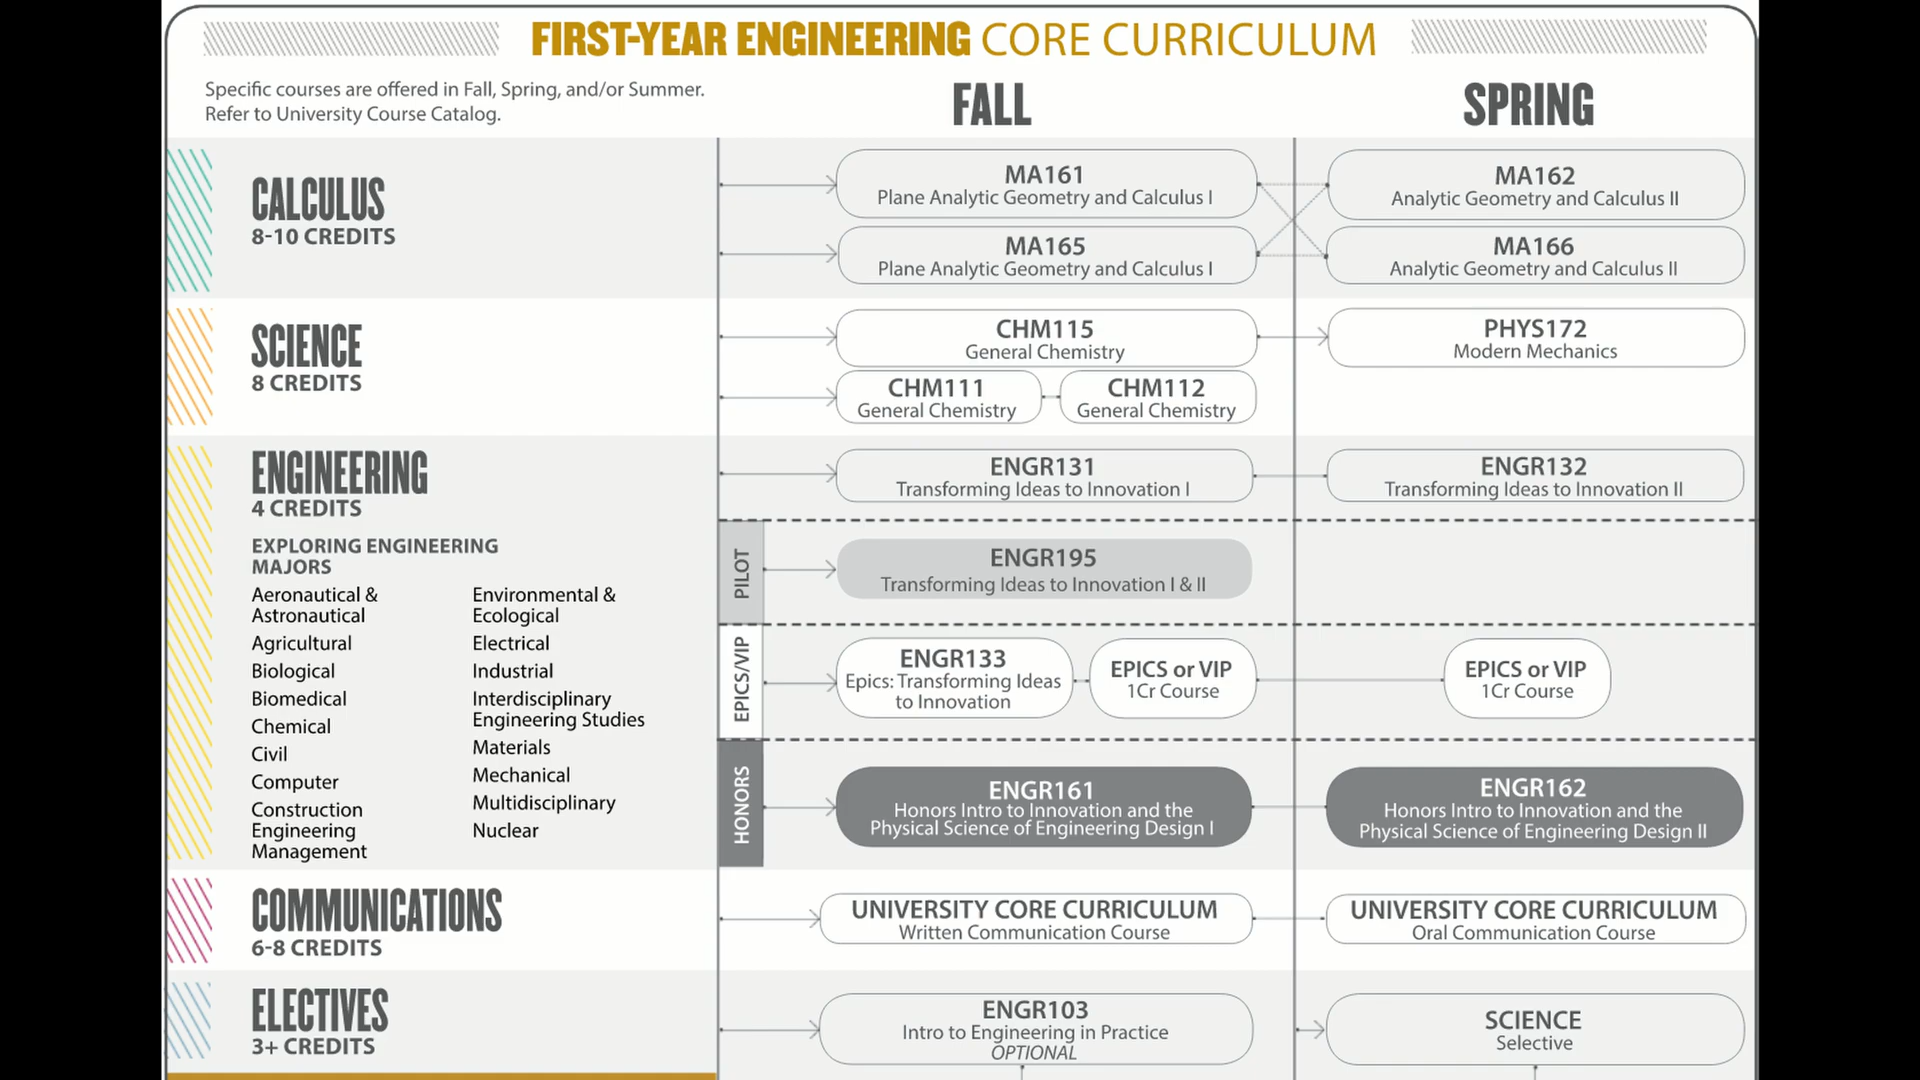 FIRST-YEAR ENGINEERING CORE CURRICULUM
Specific courses are offered in Fall, Spring, and/or Summer.
Refer to University Course Catalog.
FALL
SPRING
CALCULUS
8-10 CREDITS
MA161
Plane Analytic Geometry and Calculus I
MA162
Analytic Geometry and Calculus II
MA165
Plane Analytic Geometry and Calculus I
MA166
Analytic Geometry and Calculus II
SCIENCE
8 CREDITS
CHM115
General Chemistry
PHYS172
Modern Mechanics
CHM111
General Chemistry
CHM112
General Chemistry
ENGINEERING
4 CREDITS
ENGR131
Transforming Ideas to Innovation I
ENGR132
Transforming Ideas to Innovation II
EXPLORING ENGINEERING
MAJORS
Aeronautical &
Astronautical
Agricultural
Biological
Biomedical
Chemical
Civil
Computer
Construction
Engineering
Management
Environmental &
Ecological
Electrical
Industrial
Interdisciplinary
Engineering Studies
Materials
Mechanical
Multidisciplinary
Nuclear
PILOT
ENGR195
Transforming Ideas to Innovation I & II
EPICS/VIP
ENGR133
Epics: Transforming Ideas
to Innovation
EPICS or VIP
1Cr Course
EPICS or VIP
1Cr Course
HONORS
ENGR161
Honors Intro to Innovation and the
Physical Science of Engineering Design I
ENGR162
Honors Intro to Innovation and the
Physical Science of Engineering Design II
COMMUNICATIONS
6-8 CREDITS
UNIVERSITY CORE CURRICULUM
Written Communication Course
UNIVERSITY CORE CURRICULUM
Oral Communication Course
ELECTIVES
3+ CREDITS
ENGR103
Intro to Engineering in Practice
OPTIONAL
SCIENCE
Selective